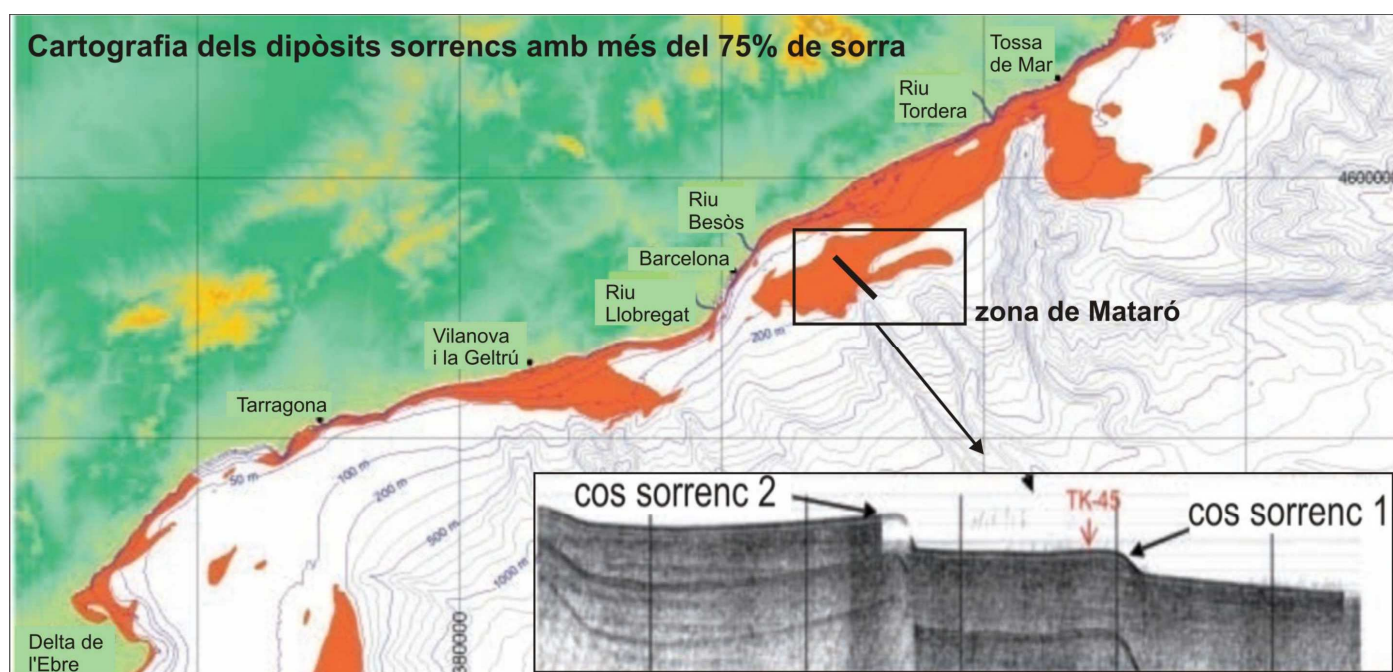 Cartografia dels dipòsits sorrencs amb més del 75% de sorra
Tossa
de Mar
Riu
Tordera
4600000
Riu
Besòs
Barcelona
Riu
Llobregat
zona de Mataró
200 m
Vilanova
i la Geltrú
Tarragona
50 m
100 m
200 m
500 m
1000 m
380000
Delta de
l'Ebre
cos sorrenc 2
TK-45
cos sorrenc 1